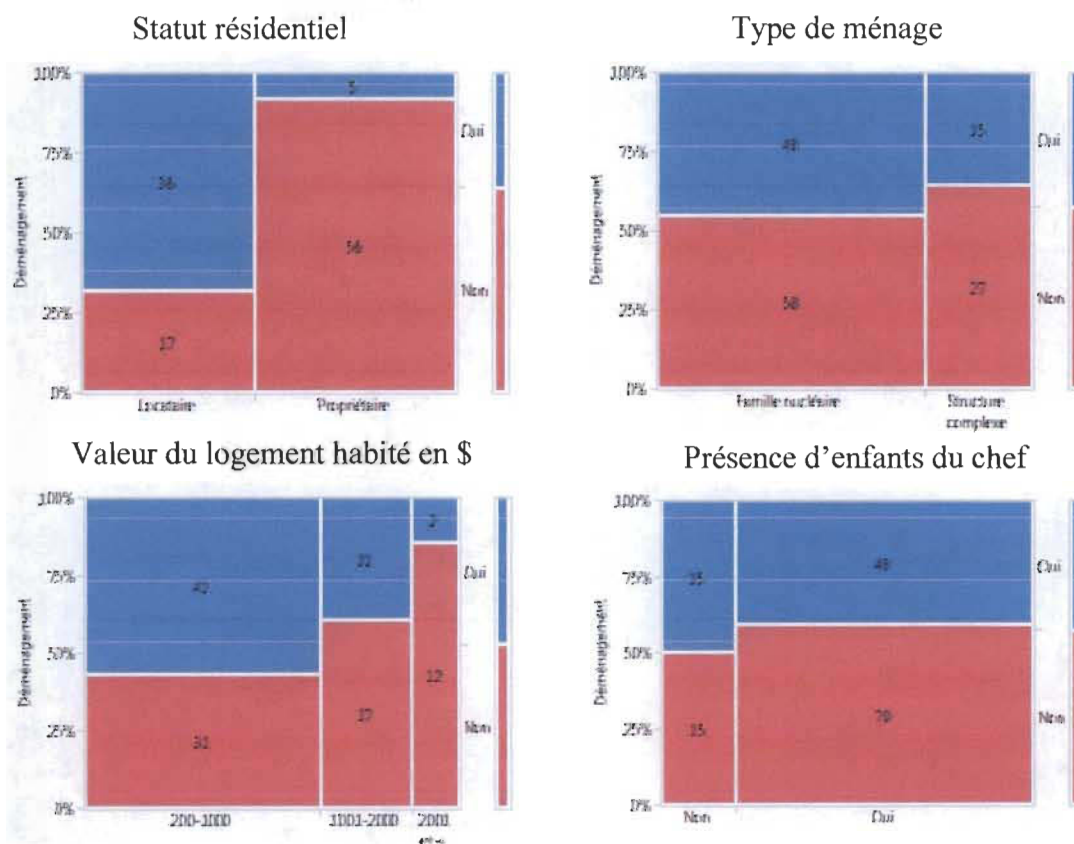 Statut résidentiel
Type de ménage
100%
75%
50%
25%
0%
Déménagement
36
17
5
56
Oui
Non
Locataire
Propriétaire
100%
75%
50%
25%
0%
Déménagement
48
58
15
27
Oui
Non
Famille nucléaire
Structure
complexe
Valeur du logement habité en $
Présence d'enfants du chef
100%
75%
50%
25%
0%
Déménagement
31
11
17
2
12
Oui
Non
200-1000
1001-2000
2001
100%
75%
50%
25%
0%
Déménagement
15
15
48
70
Oui
Non
Non
Oui